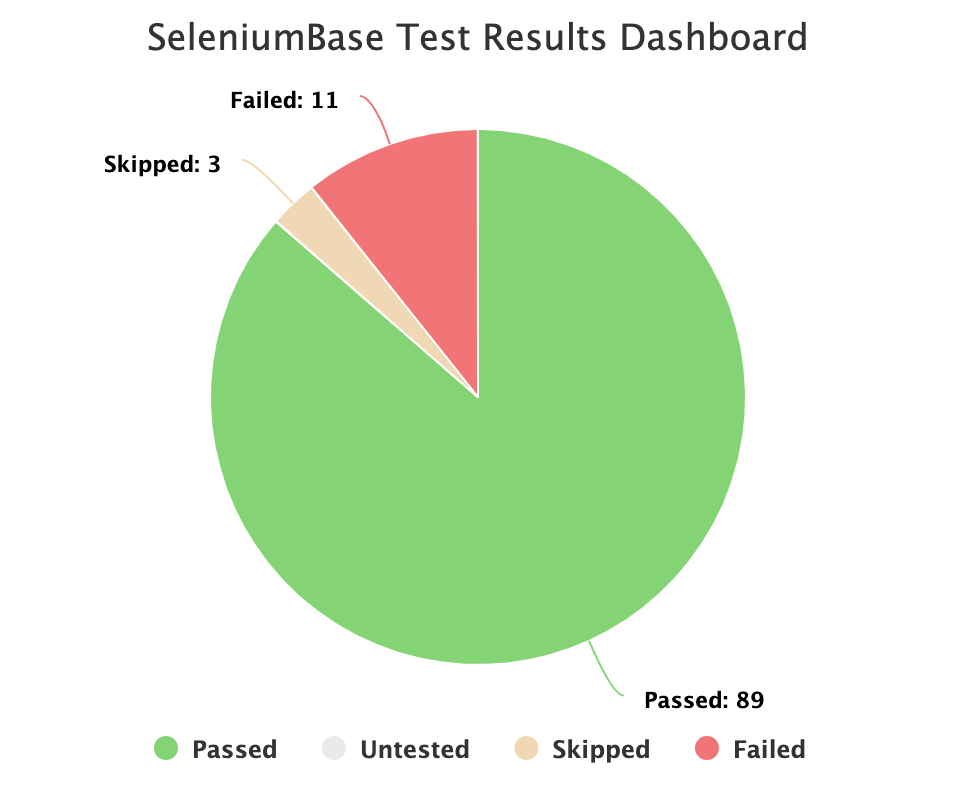 SeleniumBase Test Results Dashboard
Failed: 11
Skipped: 3
Passed: 89
Passed Untested Skipped Failed